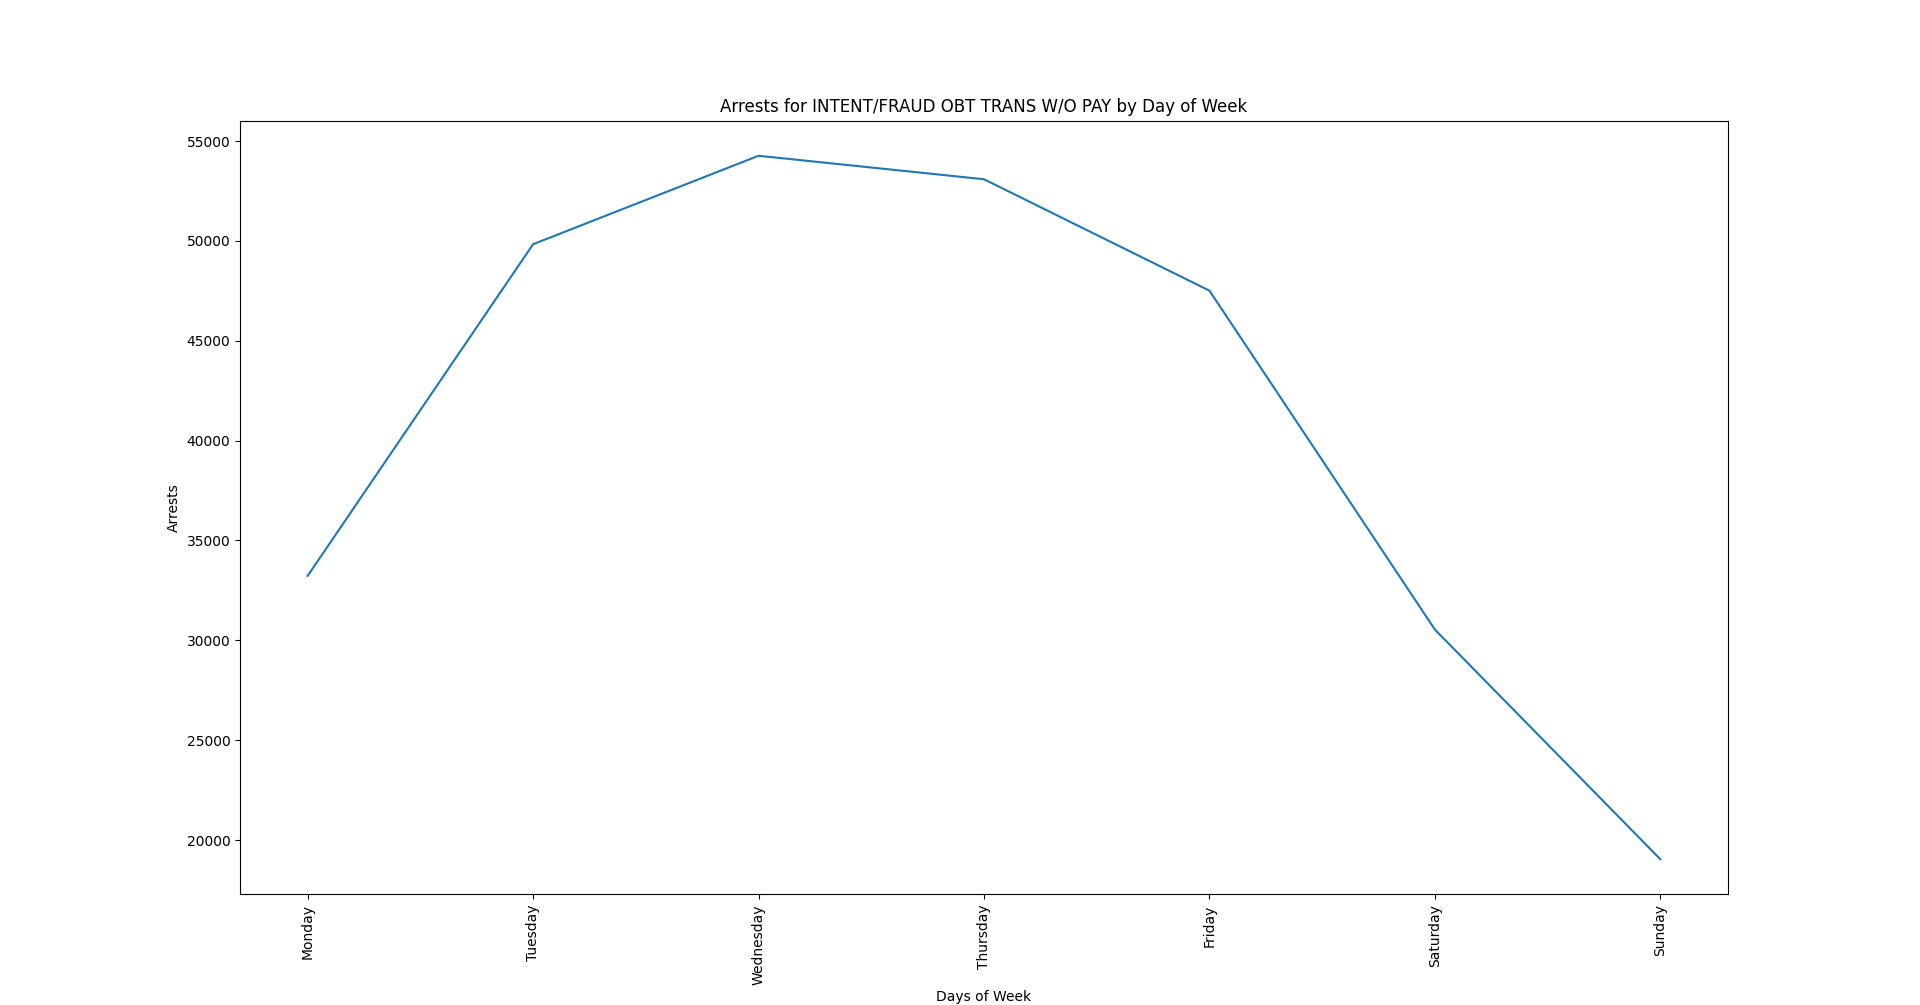 Arrests for INTENT/FRAUD OBT TRANS W/O PAY by Day of Week
55000
50000
45000
40000
35000
30000
25000
20000
Arrests
Monday
Tuesday
Wednesday
Thursday
Friday
Saturday
Sunday
Days of Week